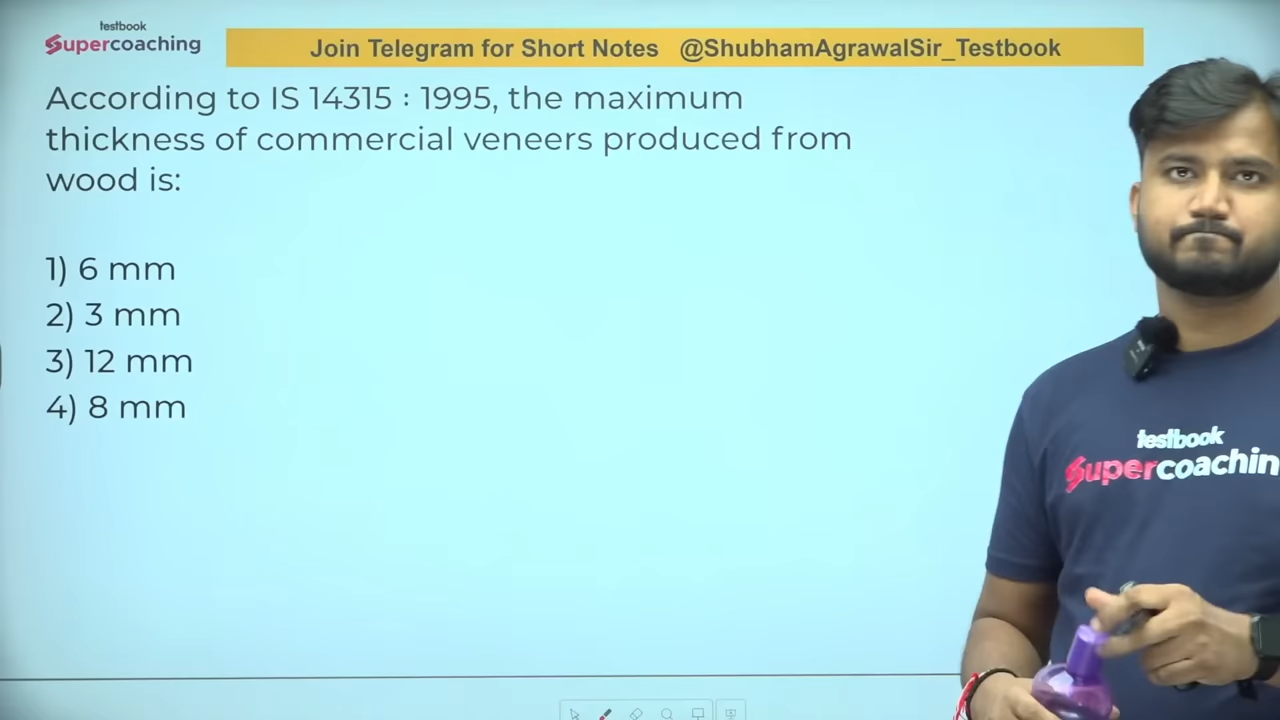 testbook
Supercoaching
Join Telegram for Short Notes @ShubhamAgrawalSir_Testbook
According to IS 14315 : 1995, the maximum
thickness of commercial veneers produced from
wood is:
1) 6 mm
2) 3 mm
3) 12 mm
4) 8 mm
testbook
Supercoachin